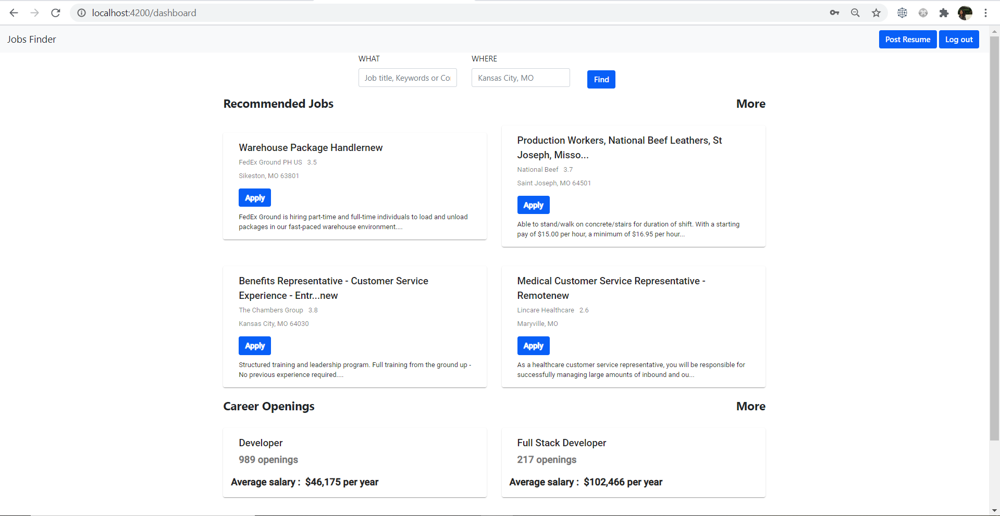 localhost:4200/dashboard
Jobs Finder
Post Resume
Log out
WHAT
WHERE
Job title, Keywords or Co
Kansas City, MO
Find
Recommended Jobs
More
Warehouse Package Handlernew
FedEx Ground PH US 3.5
Sikeston, MO 63801
Apply
FedEx Ground is hiring part-time and full-time individuals to load and unload
packages in our fast-paced warehouse environment....
Production Workers, National Beef Leathers, St
Joseph, Misso...
National Beef 3.7
Saint Joseph, MO 64501
Apply
Able to stand/walk on concrete/stairs for duration of shift. With a starting
pay of $15.00 per hour, a minimum of $16.95 per hour...
Benefits Representative - Customer Service
Experience - Entr...new
The Chambers Group 3.8
Kansas City, MO 64030
Apply
Structured training and leadership program. Full training from the ground up -
No previous experience required....
Medical Customer Service Representative -
Remotenew
Lincare Healthcare 2.6
Maryville, MO
Apply
As a healthcare customer service representative, you will be responsible for
successfully managing large amounts of inbound and ou...
Career Openings
More
Developer
989 openings
Average salary : $46,175 per year
Full Stack Developer
217 openings
Average salary : $102,466 per year